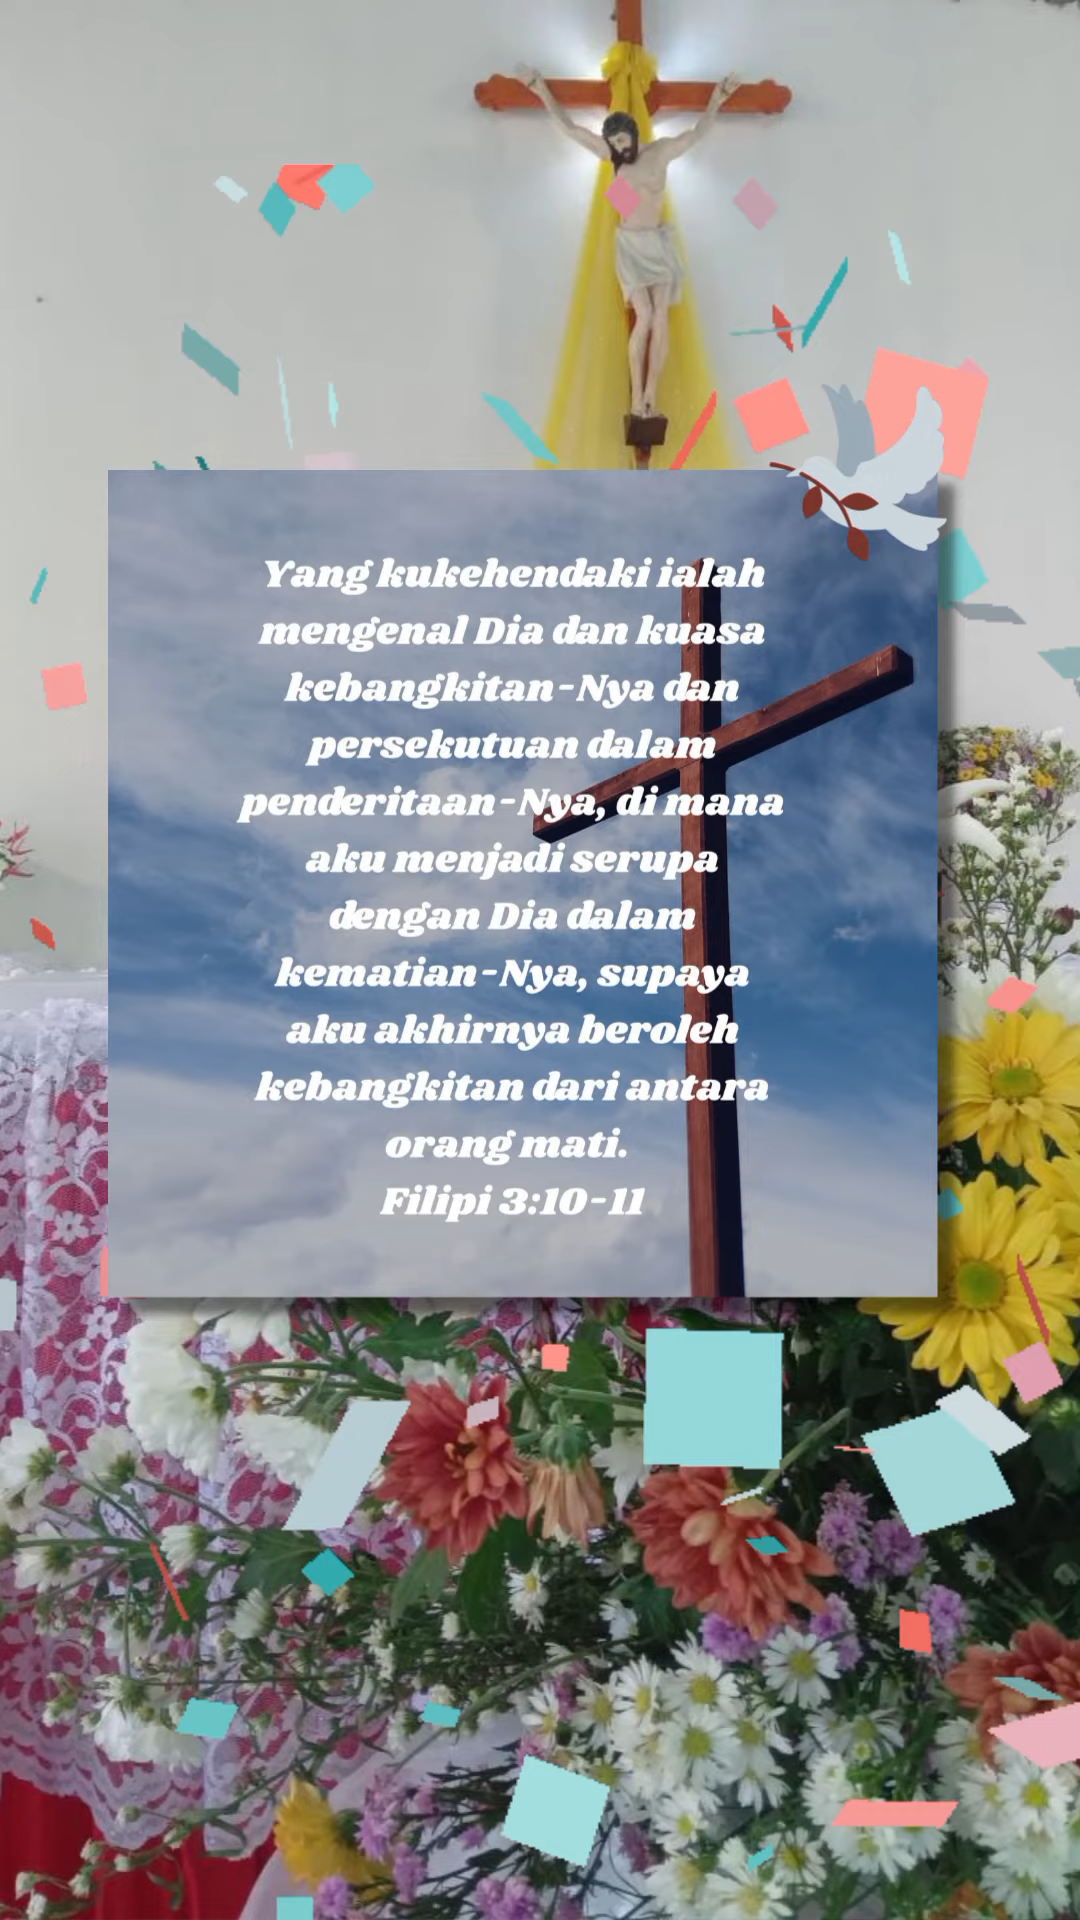 Yang kukehendaki ialah
mengenal Dia dan kuasa
kebangkitan-Nya dan
persekutuan dalam
penderitaan-Nya, di mana
aku menjadi serupa
dengan Dia dalam
kematian-Nya, supaya
aku akhirnya beroleh
kebangkitan dari antara
orang mati.
Filipi 3:10-11